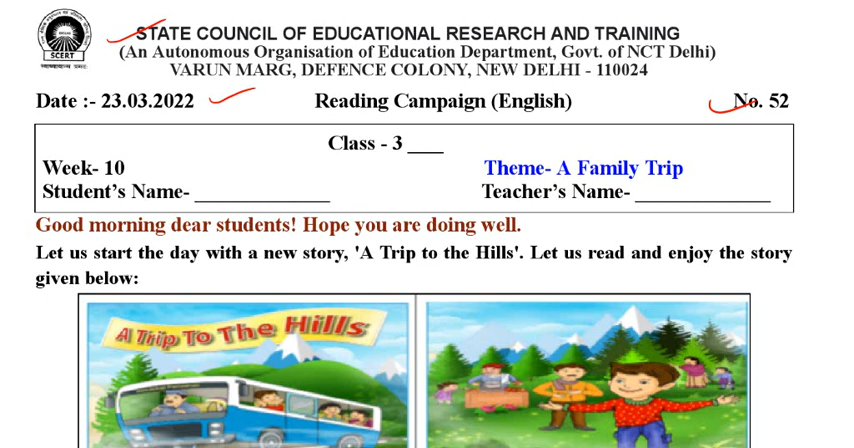 STATE COUNCIL OF EDUCATIONAL RESEARCH AND TRAINING
(An Autonomous Organisation of Education Department, Govt. of NCT Delhi)
VARUN MARG, DEFENCE COLONY, NEW DELHI - 110024
SCERT
Date :- 23.03.2022 Reading Campaign (English) No. 52
Class - 3 ____
Week- 10 Theme- A Family Trip
Student’s Name- ______________ Teacher’s Name- ______________
Good morning dear students! Hope you are doing well.
Let us start the day with a new story, 'A Trip to the Hills'. Let us read and enjoy the story
given below:
A Trip To The Hills